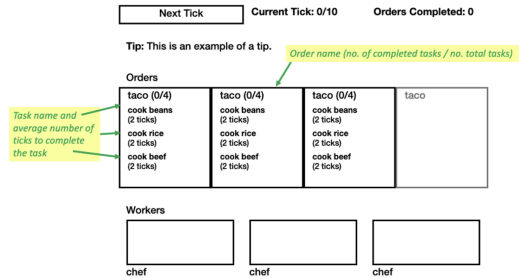 Next Tick
Current Tick: 0/10
Orders Completed: 0
Tip: This is an example of a tip.
Order name (no. of completed tasks / no. total tasks)
Orders
Task name and
average number of
ticks to complete
the task
taco (0/4)
cook beans
(2 ticks)
cook rice
(2 ticks)
cook beef
(2 ticks)
taco (0/4)
cook beans
(2 ticks)
cook rice
(2 ticks)
cook beef
(2 ticks)
taco (0/4)
cook beans
(2 ticks)
cook rice
(2 ticks)
cook beef
(2 ticks)
taco
Workers
chef
chef
chef